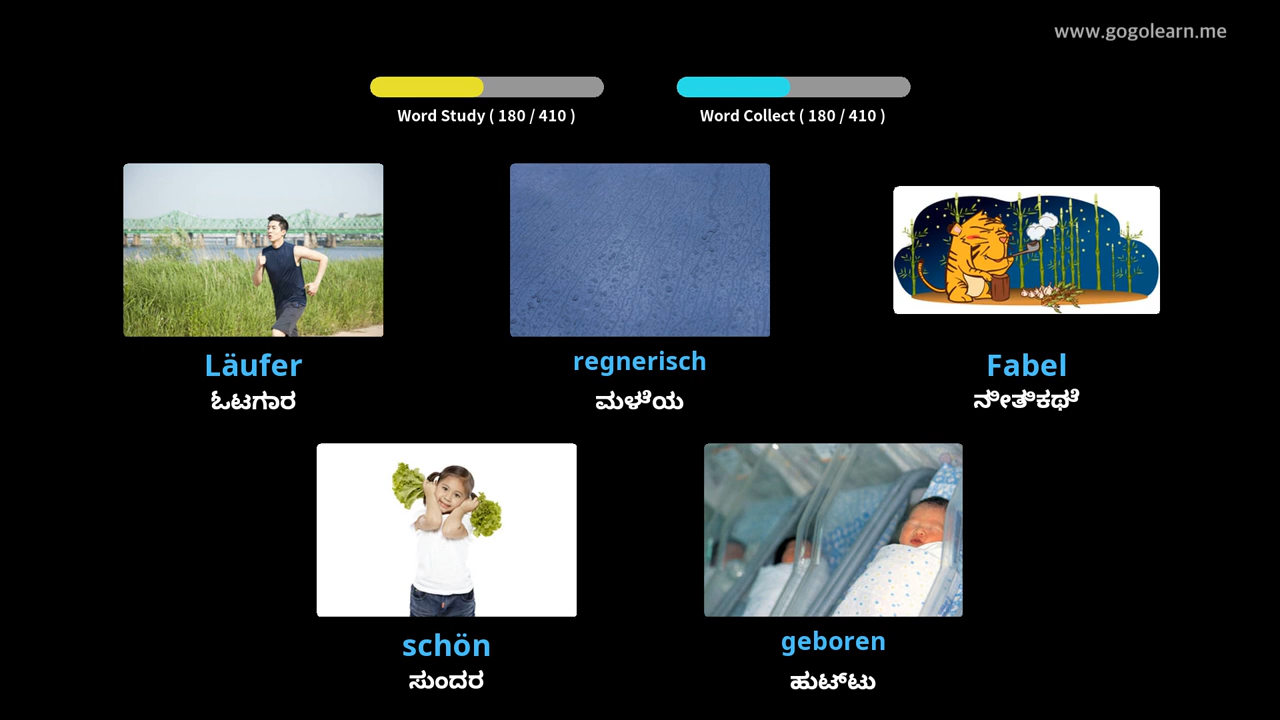 www.gogolearn.me
Word Study ( 180 / 410 )
Word Collect ( 180 / 410 )
Läufer
ಓಟಗಾರ
regnerisch
ಮಳೆಯ
Fabel
ನೀತಿಕಥೆ
schön
ಸುಂದರ
geboren
ಹುಟ್ಟು